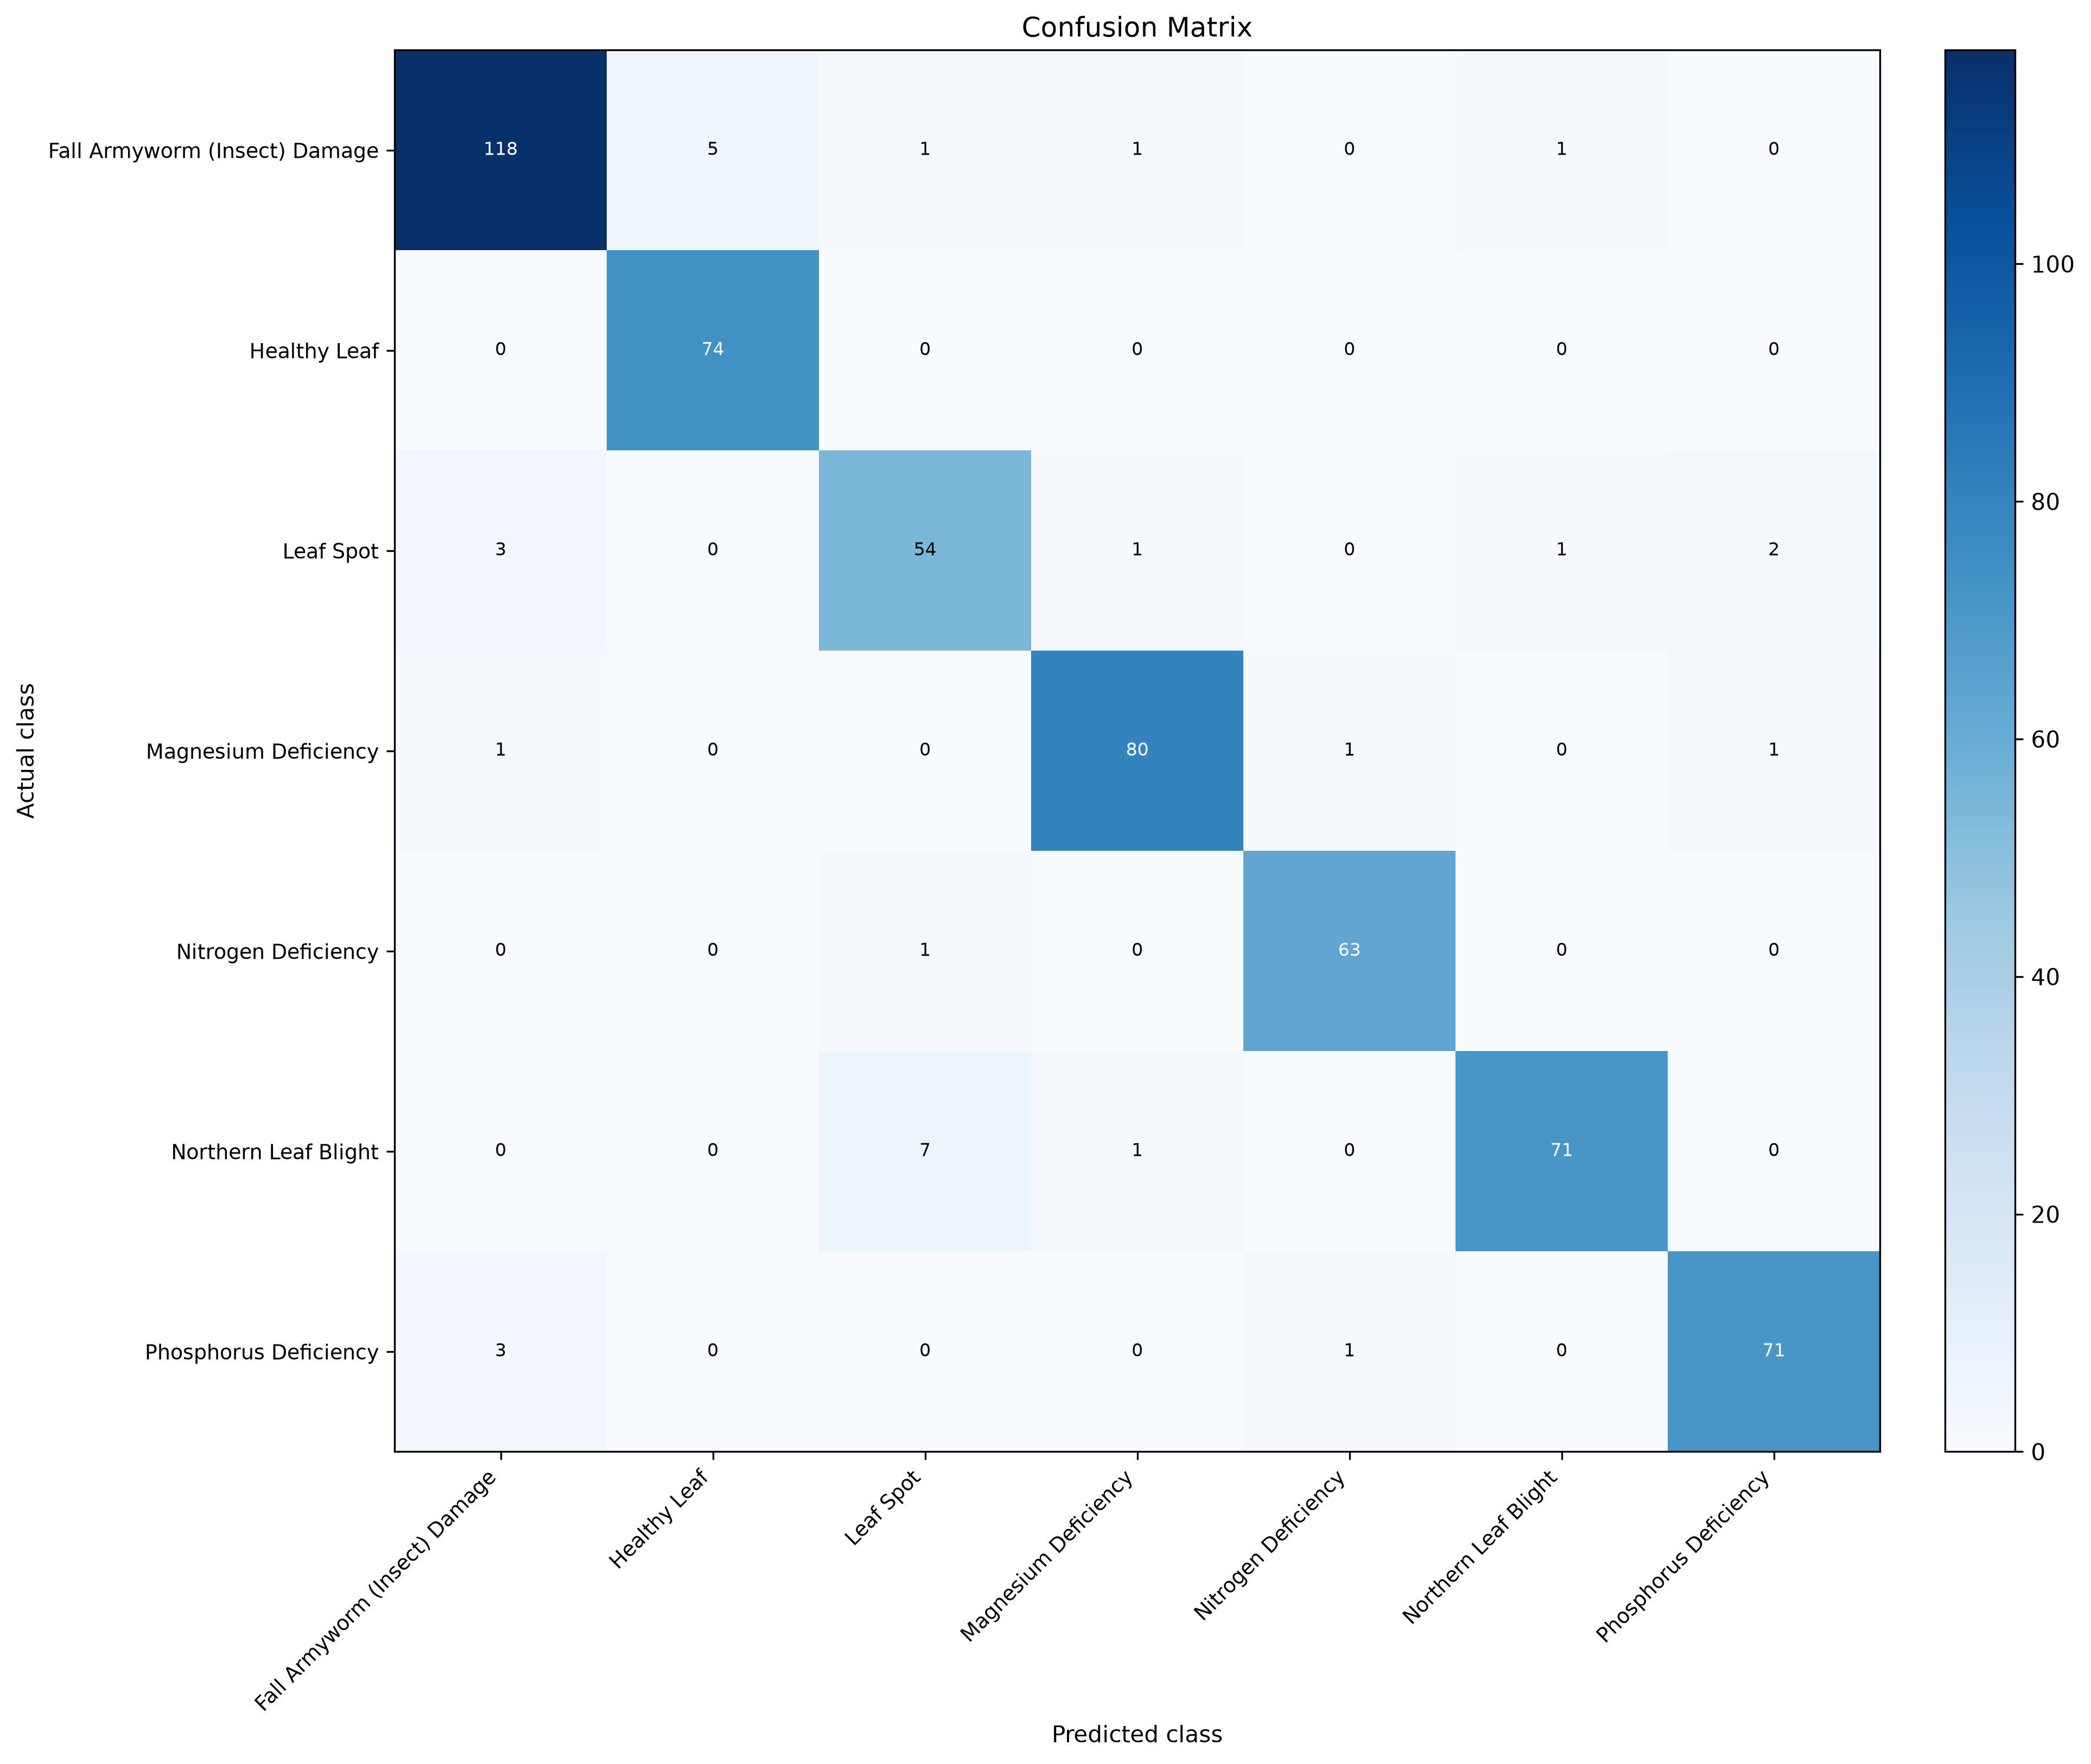 Confusion Matrix
Fall Armyworm (Insect) Damage 118 5 1 1 0 1 0
Healthy Leaf 0 74 0 0 0 0 0
Leaf Spot 3 0 54 1 0 1 2
Magnesium Deficiency 1 0 0 80 1 0 1
Nitrogen Deficiency 0 0 1 0 63 0 0
Northern Leaf Blight 0 0 7 1 0 71 0
Phosphorus Deficiency 3 0 0 0 1 0 71
Actual class
Fall Armyworm (Insect) Damage
Healthy Leaf
Leaf Spot
Magnesium Deficiency
Nitrogen Deficiency
Northern Leaf Blight
Phosphorus Deficiency
Predicted class
100
80
60
40
20
0